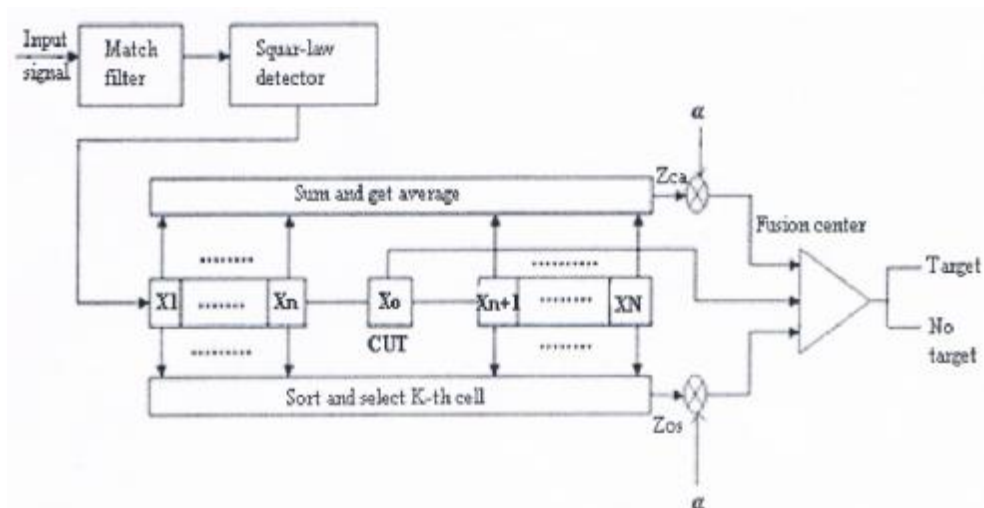 Input
signal
Match
filter
Squar-law
detector
α
Sum and get average
Zca
Fusion center
........
..........
X1
.......
Xn
Xo
Xn+1
........
XN
Target
No
target
CUT
.........
........
Sort and select K-th cell
Zos
α